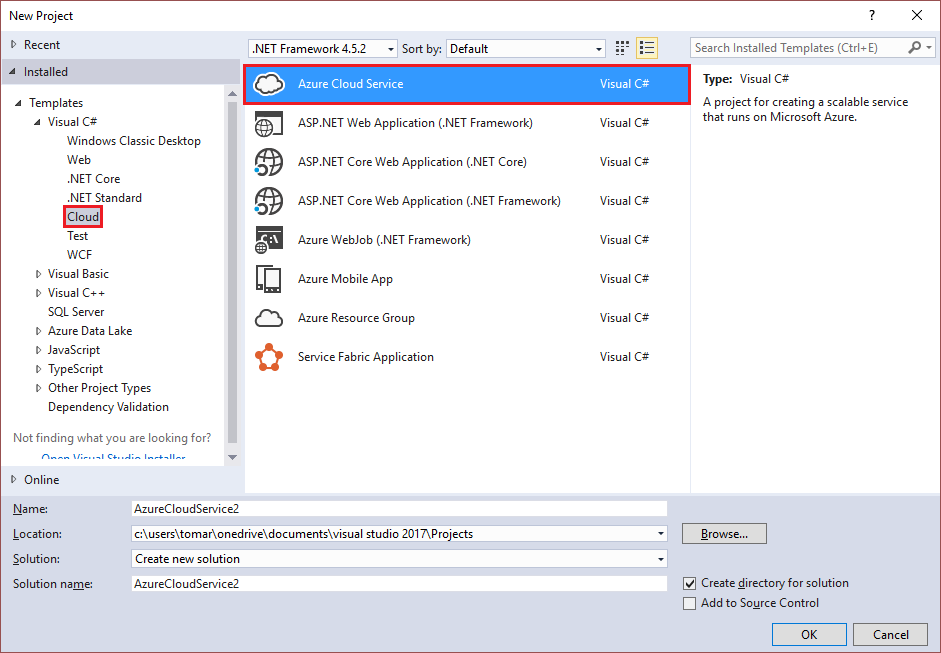 New Project
?
Recent
.NET Framework 4.5.2
Sort by:
Default
Search Installed Templates (Ctrl+E)
Installed
Templates
Visual C#
Windows Classic Desktop
Web
.NET Core
.NET Standard
Cloud
Test
WCF
Visual Basic
Visual C++
SQL Server
Azure Data Lake
JavaScript
TypeScript
Other Project Types
Dependency Validation
Not finding what you are looking for?
Open Visual Studio Installer
Online
Azure Cloud Service Visual C#
ASP.NET Web Application (.NET Framework) Visual C#
ASP.NET Core Web Application (.NET Core) Visual C#
ASP.NET Core Web Application (.NET Framework) Visual C#
Azure WebJob (.NET Framework) Visual C#
Azure Mobile App Visual C#
Azure Resource Group Visual C#
Service Fabric Application Visual C#
Type: Visual C#
A project for creating a scalable service
that runs on Microsoft Azure.
Name: AzureCloudService2
Location: c:\users\tomar\onedrive\documents\visual studio 2017\Projects
Browse...
Solution: Create new solution
Solution name: AzureCloudService2
Create directory for solution
Add to Source Control
OK
Cancel